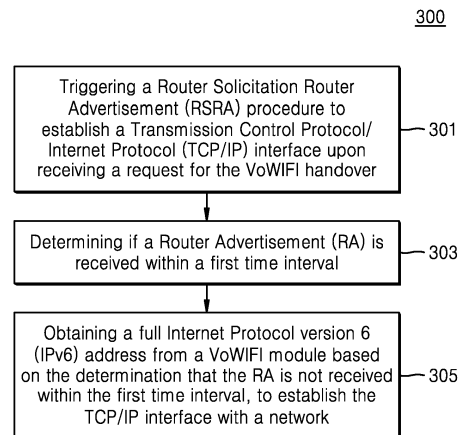 300
Triggering a Router Solicitation Router
Advertisement (RSRA) procedure to
establish a Transmission Control Protocol/
Internet Protocol (TCP/IP) interface upon
receiving a request for the VoWIFI handover
301
Determining if a Router Advertisement (RA) is
received within a first time interval
303
Obtaining a full Internet Protocol version 6
(IPv6) address from a VoWIFI module based
on the determination that the RA is not received
within the first time interval, to establish the
TCP/IP interface with a network
305